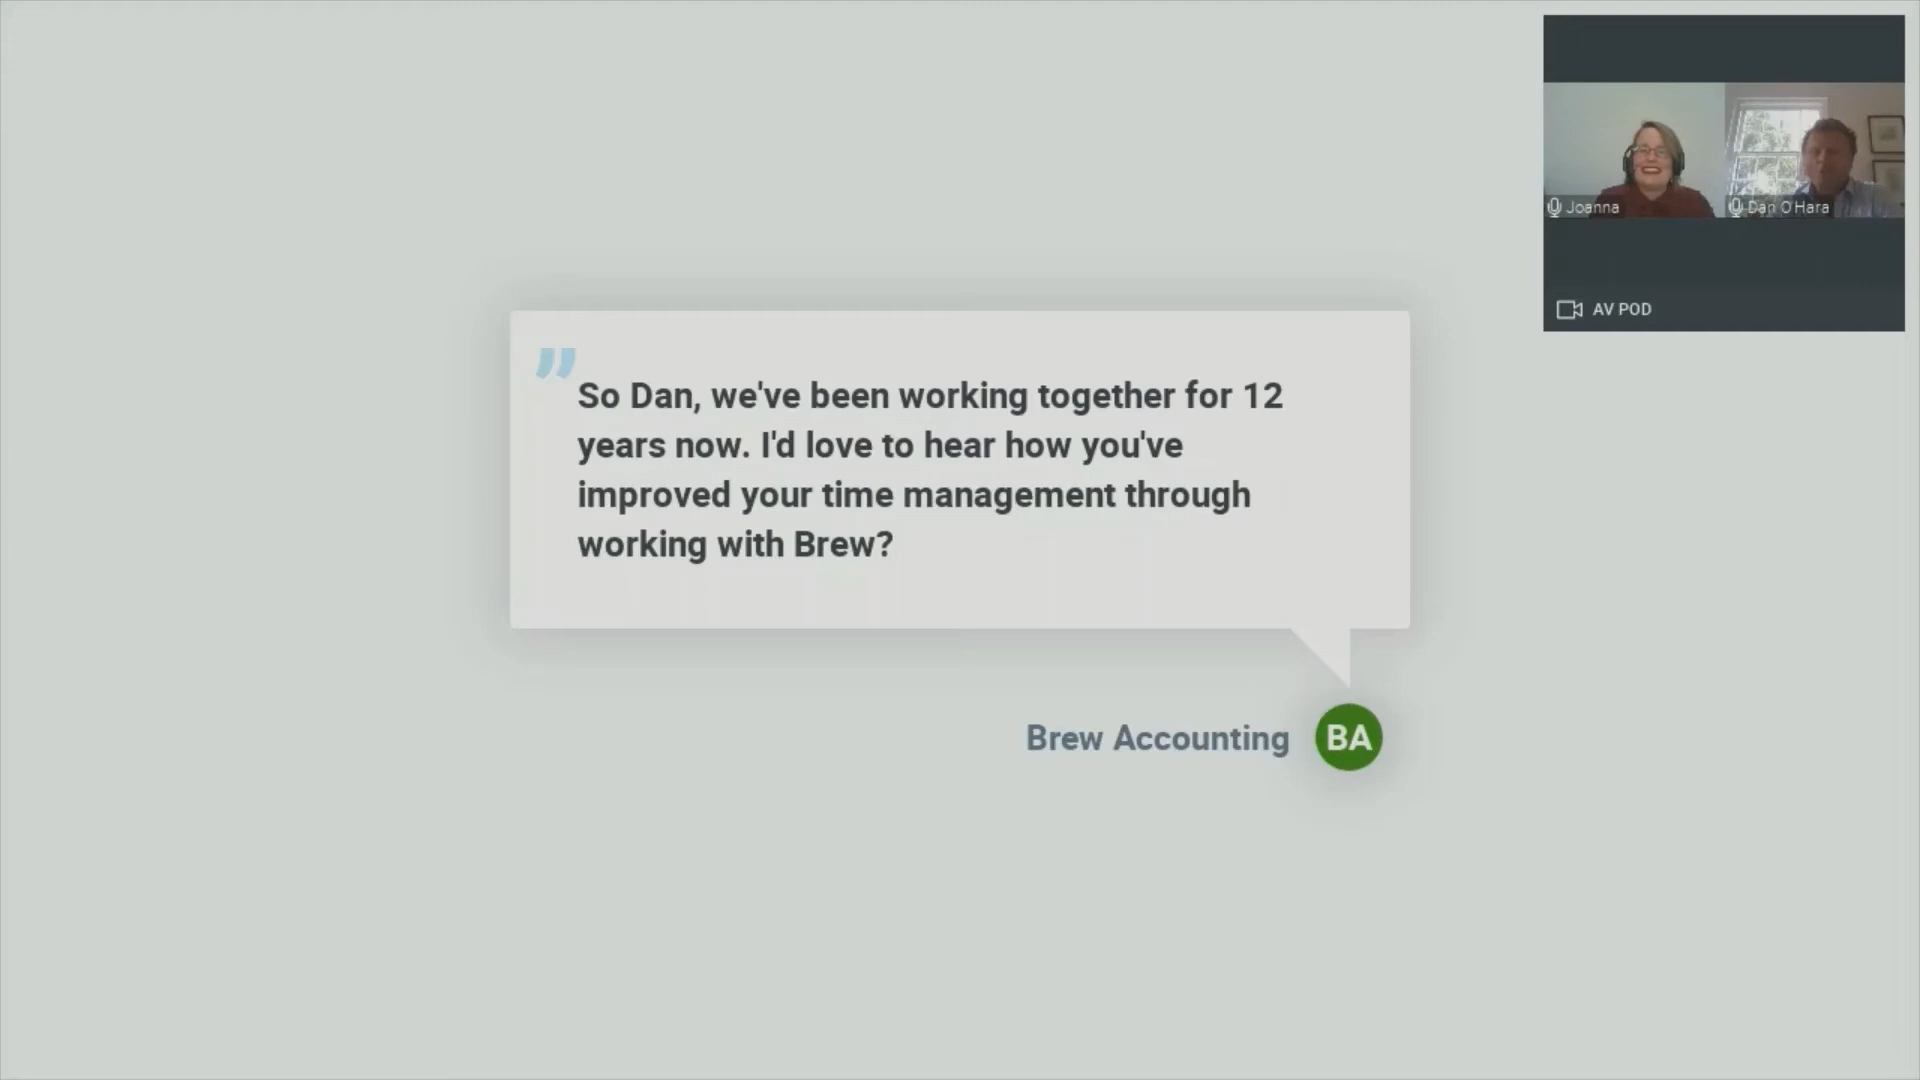 Joanna
Dan O'Hara
AV POD
”
So Dan, we've been working together for 12
years now. I'd love to hear how you've
improved your time management through
working with Brew?
Brew Accounting
BA